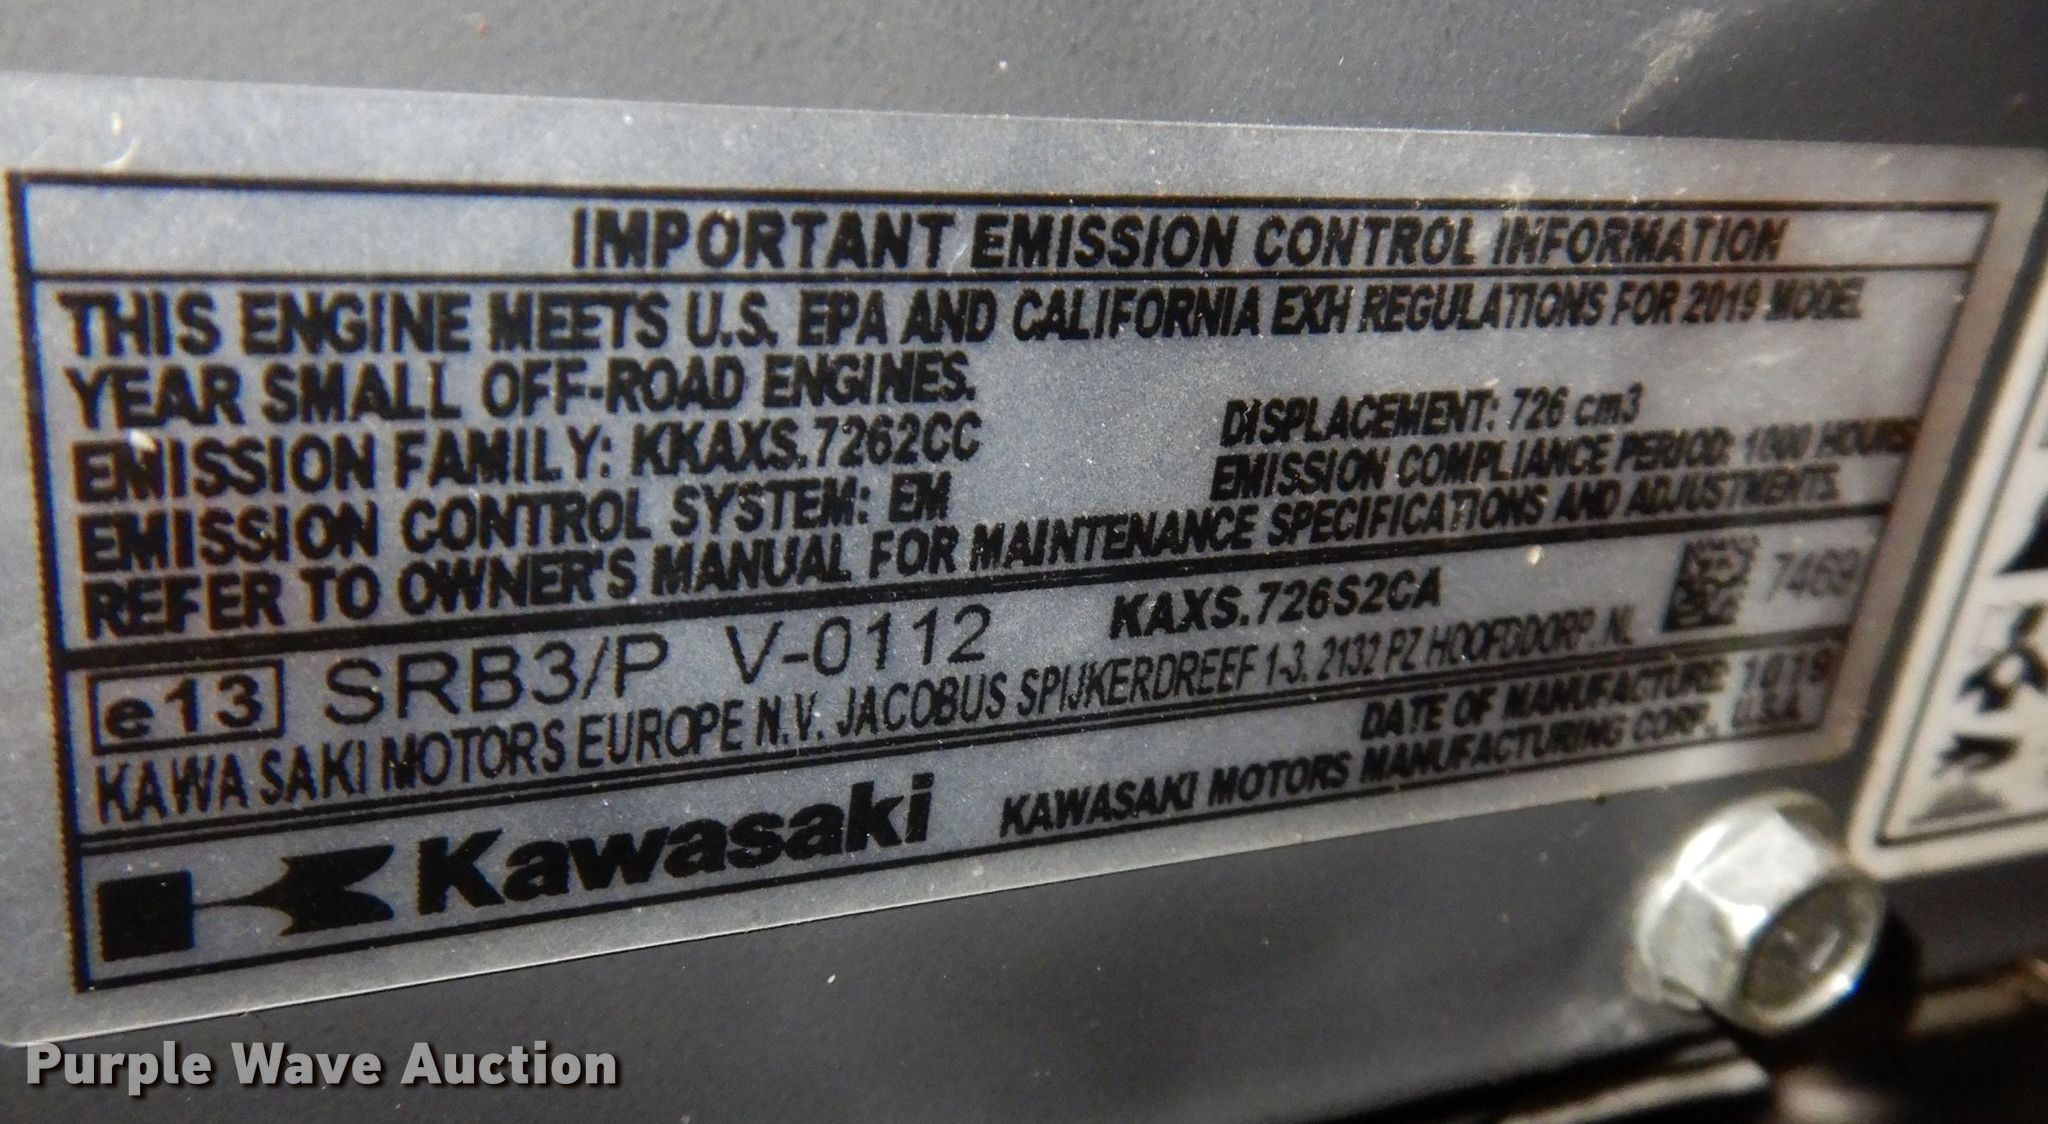 IMPORTANT EMISSION CONTROL INFORMATION
THIS ENGINE MEETS U.S. EPA AND CALIFORNIA EXH REGULATIONS FOR 2019 MODEL
YEAR SMALL OFF-ROAD ENGINES.
EMISSION FAMILY: KKAXS.7262CC DISPLACEMENT: 726 cm3
EMISSION CONTROL SYSTEM: EM EMISSION COMPLIANCE PERIOD: 1000 HOURS
REFER TO OWNER'S MANUAL FOR MAINTENANCE SPECIFICATIONS AND ADJUSTMENTS.
e13 SRB3/P V-0112 KAXS.726S2CA 7469
KAWASAKI MOTORS EUROPE N.V. JACOBUS SPIJKERDREEF 1-3, 2132 PZ HOOFDDORP. NL
DATE OF MANUFACTURE 1019
Kawasaki KAWASAKI MOTORS MANUFACTURING CORP., U.S.A.
Purple Wave Auction